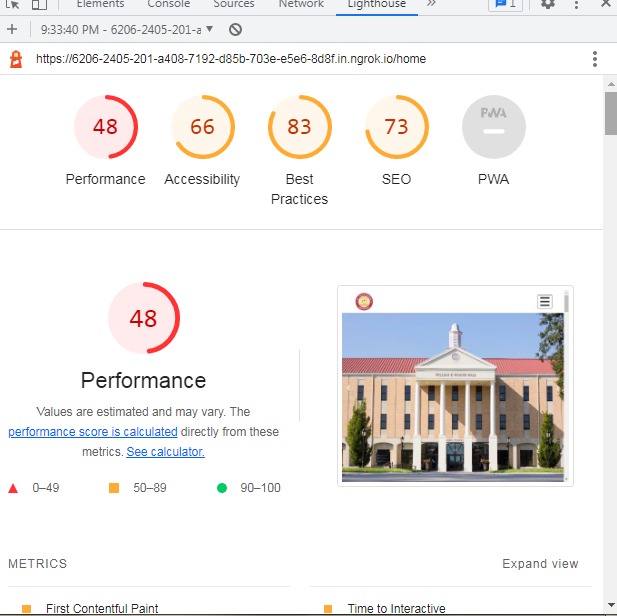 Elements Console Sources Network Lighthouse » 1
+ 9:33:40 PM - 6206-2405-201-a
https://6206-2405-201-a408-7192-d85b-703e-e5e6-8d8f.in.ngrok.io/home
48 66 83 73 PWA
Performance Accessibility Best Practices SEO PWA
48
Performance
Values are estimated and may vary. The
performance score is calculated directly from these
metrics. See calculator.
0–49 50–89 90–100
METRICS Expand view
First Contentful Paint Time to Interactive